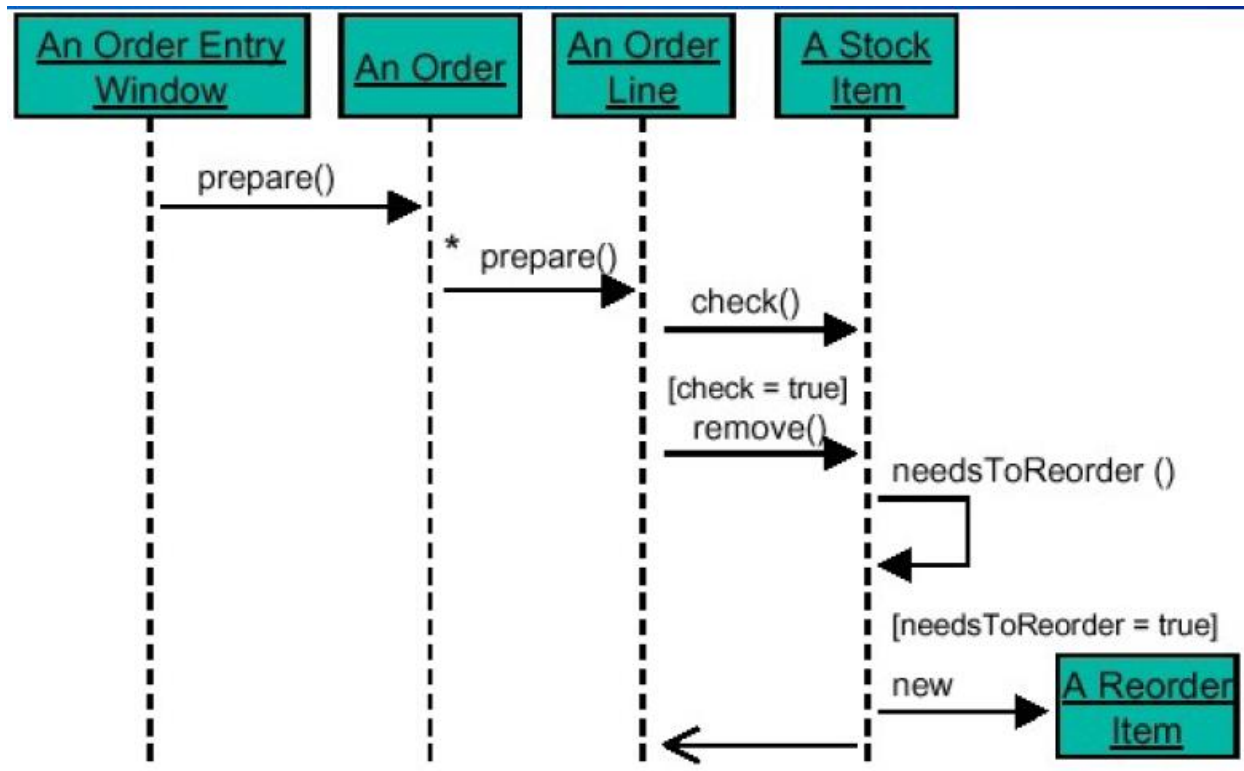 An Order Entry
Window
An Order
An Order
Line
A Stock
Item
prepare()
* prepare()
check()
[check = true]
remove()
needsToReorder ()
[needsToReorder = true]
new
A Reorder
Item